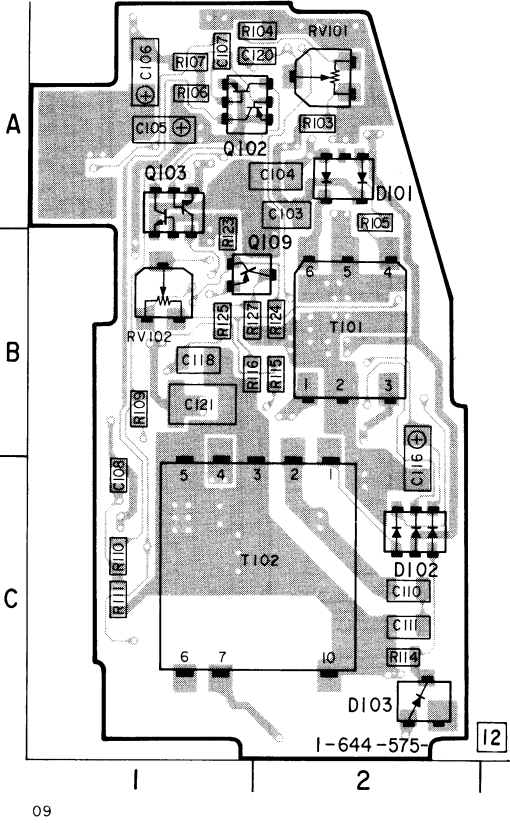 R104
RV101
C106
C107
C120
R107
R106
R103
A
C105
Q102
Q103
C104
D101
C103
R105
R123
Q109
6 5 4
R125
R127
R124
T101
RV102
B
C118
R116
R115
1 2 3
C121
R109
C116
5 4 3 2 1
C108
T102
R110
D102
C110
C
R111
C111
R114
6 7 10
D103
1-644-575-
12
1 2
09